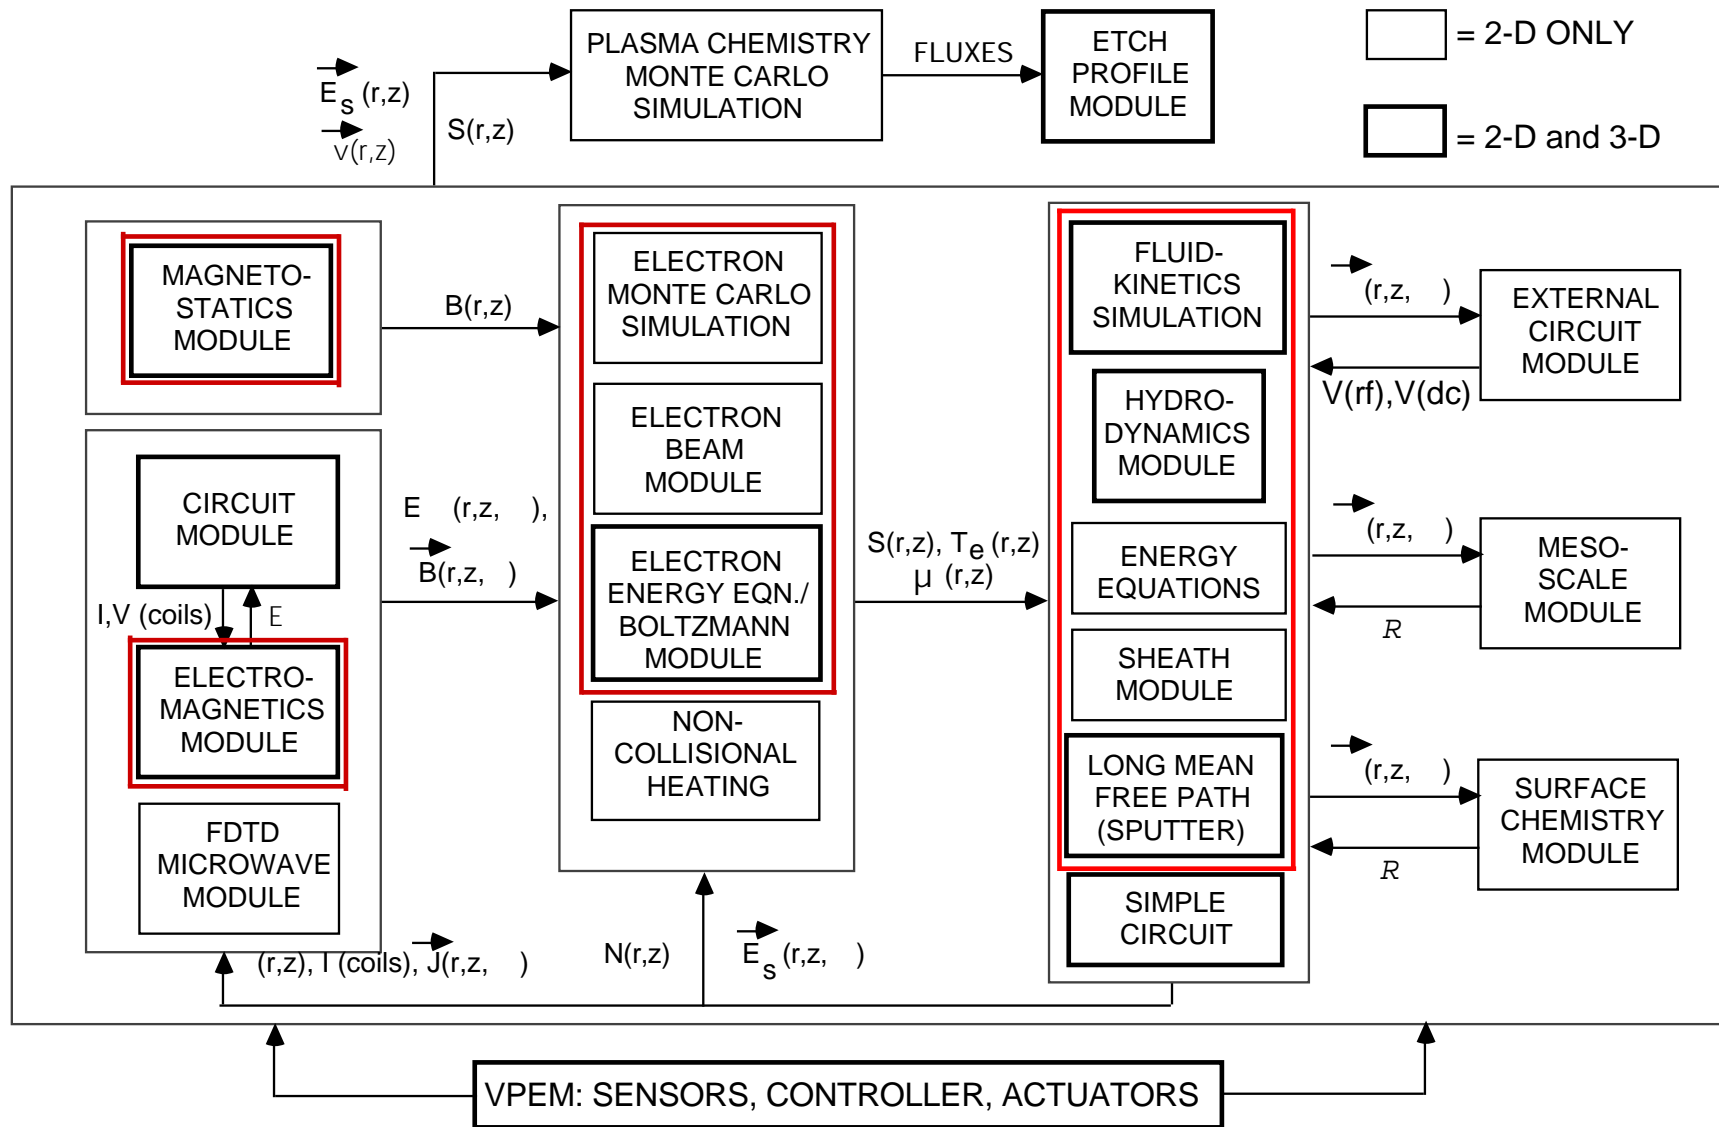 PLASMA CHEMISTRY
MONTE CARLO
SIMULATION
FLUXES
ETCH
PROFILE
MODULE
= 2-D ONLY
= 2-D and 3-D
E_s (r,z)
v(r,z)
S(r,z)
MAGNETO-
STATICS
MODULE
B(r,z)
CIRCUIT
MODULE
I,V (coils)
E
ELECTRO-
MAGNETICS
MODULE
FDTD
MICROWAVE
MODULE
E (r,z, ),
B(r,z, )
ELECTRON
MONTE CARLO
SIMULATION
ELECTRON
BEAM
MODULE
ELECTRON
ENERGY EQN./
BOLTZMANN
MODULE
NON-
COLLISIONAL
HEATING
S(r,z), T_e (r,z)
μ (r,z)
FLUID-
KINETICS
SIMULATION
HYDRO-
DYNAMICS
MODULE
ENERGY
EQUATIONS
SHEATH
MODULE
LONG MEAN
FREE PATH
(SPUTTER)
SIMPLE
CIRCUIT
(r,z, )
V(rf),V(dc)
EXTERNAL
CIRCUIT
MODULE
(r,z, )
R
MESO-
SCALE
MODULE
(r,z, )
R
SURFACE
CHEMISTRY
MODULE
(r,z), I (coils), J(r,z, )
N(r,z)
E_s (r,z, )
VPEM: SENSORS, CONTROLLER, ACTUATORS